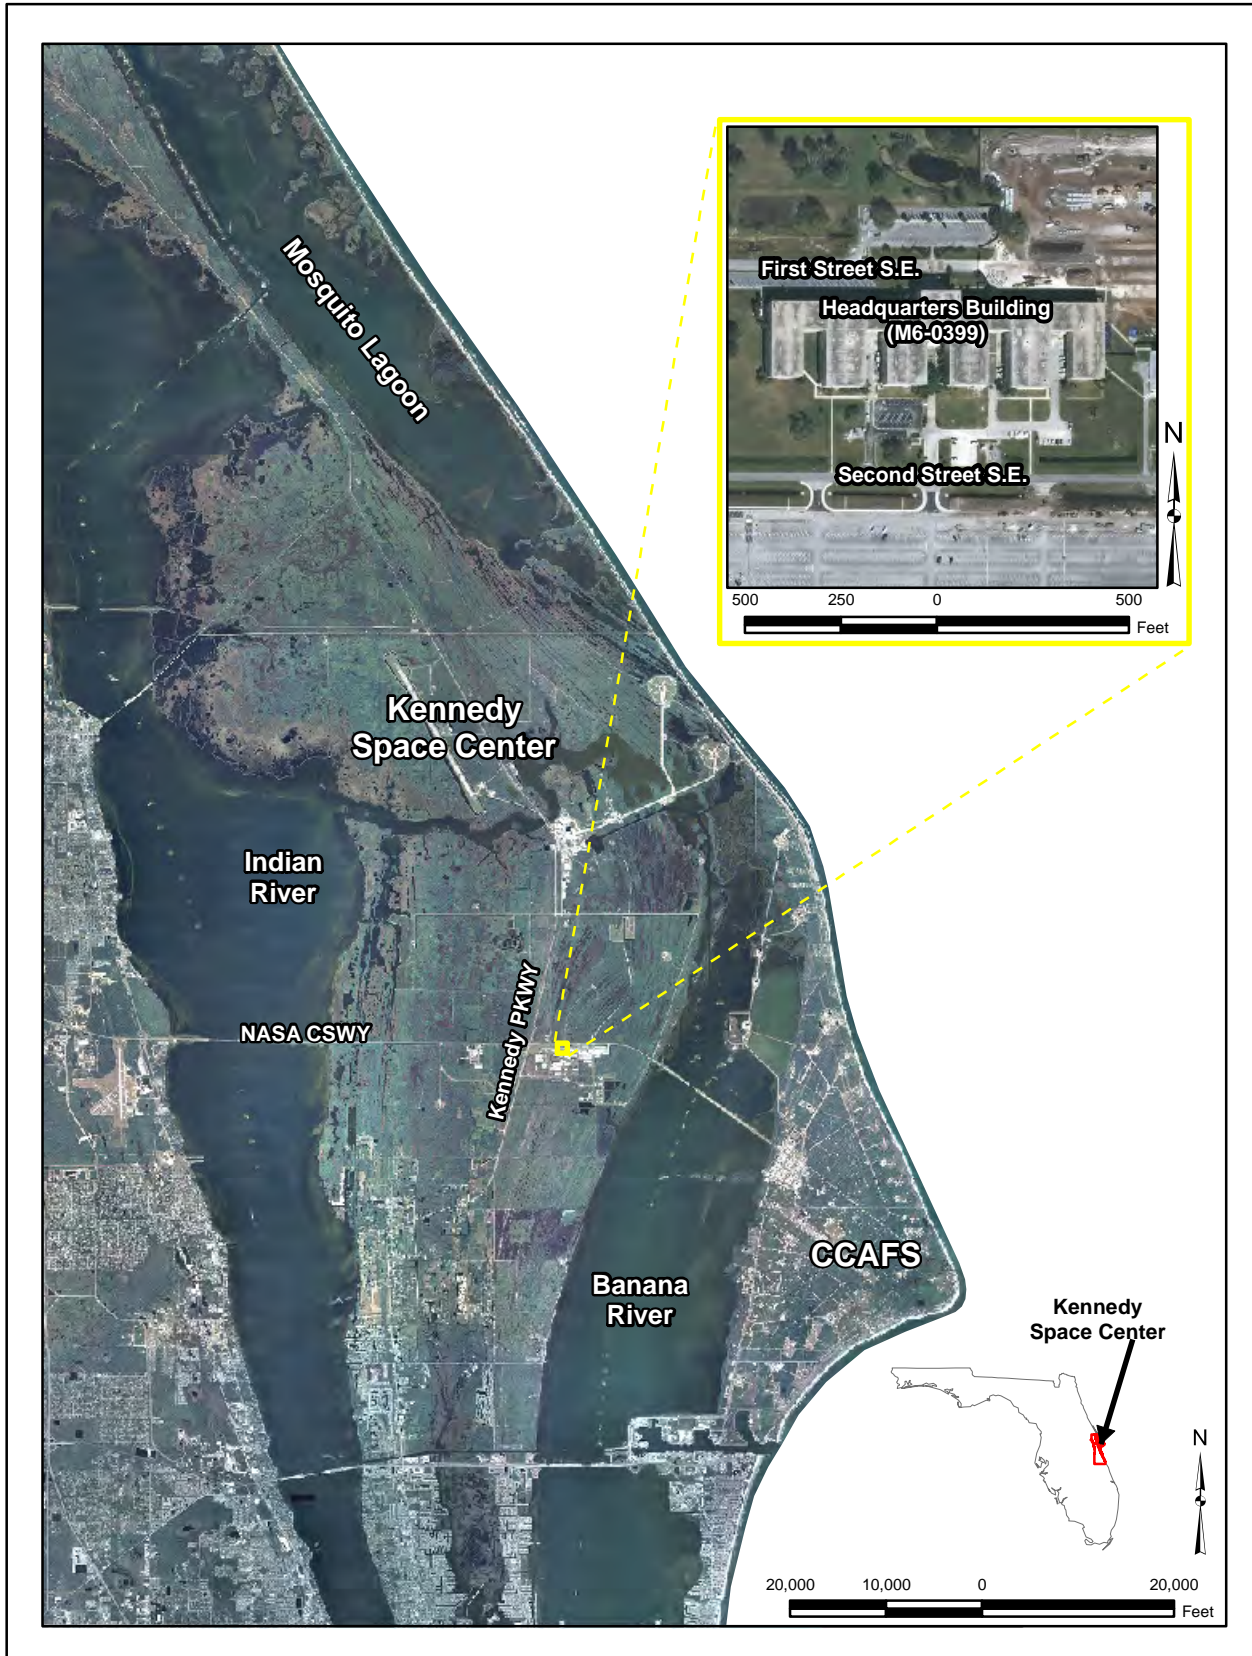 Mosquito Lagoon
First Street S.E.
Headquarters Building
(M6-0399)
Second Street S.E.
N
500 250 0 500
Feet
Kennedy
Space Center
Indian
River
Kennedy PKWY
NASA CSWY
CCAFS
Banana
River
Kennedy
Space Center
N
20,000 10,000 0 20,000
Feet